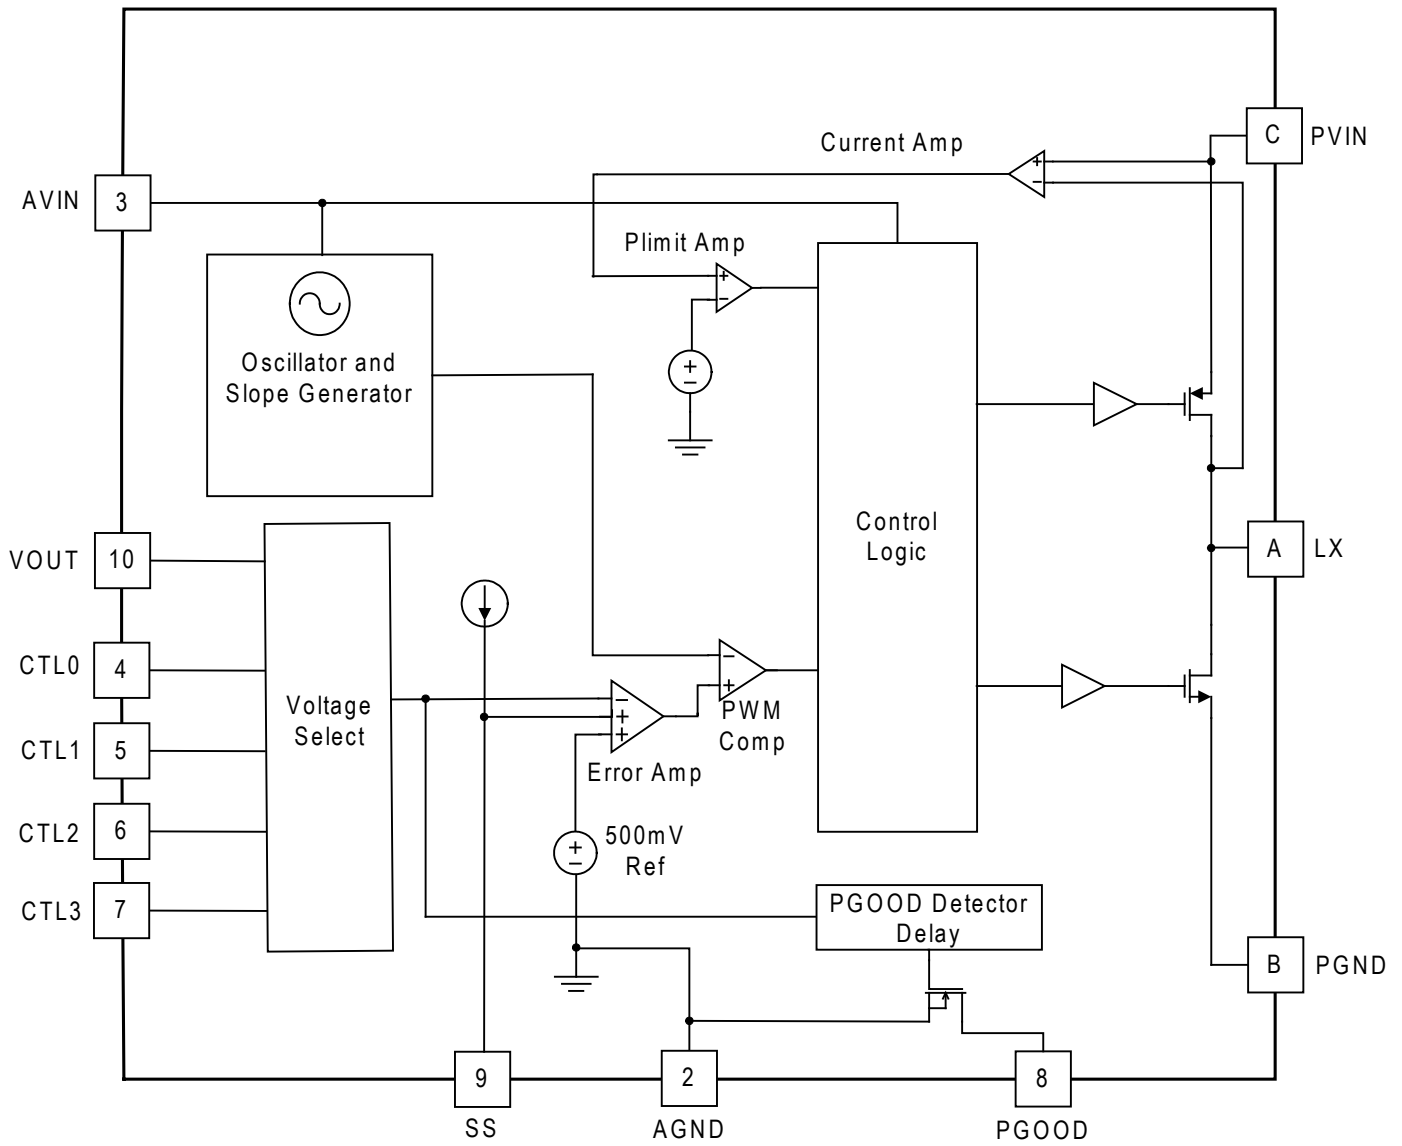 Current Amp
C
PVIN
AVIN
3
Plimit Amp
+
−
+
−
+
−
Oscillator and
Slope Generator
VOUT
10
Control
Logic
A
LX
CTL0
4
−
+
Voltage
Select
−
+
+
PWM
Comp
CTL1
5
Error Amp
CTL2
6
+
−
500mV
Ref
CTL3
7
PGOOD Detector
Delay
B
PGND
9
2
8
SS
AGND
PGOOD